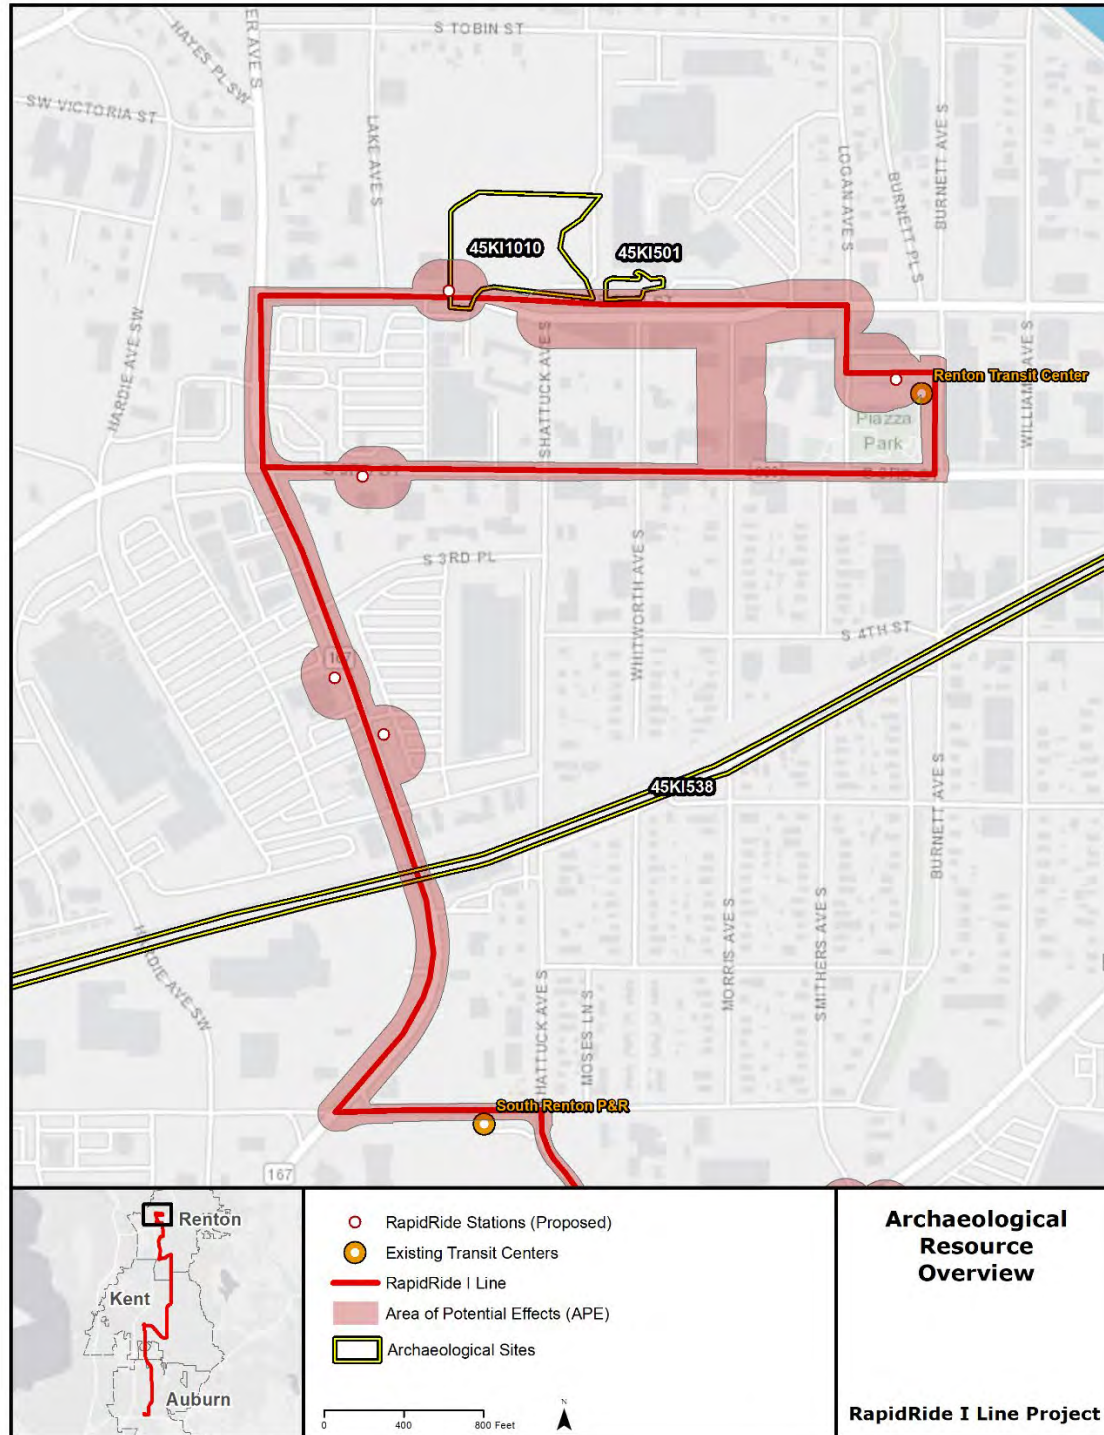 S TOBIN ST
HAYES PL SW
ER AVE S
SW VICTORIA ST
LAKE AVE S
LOGAN AVE S
BURNETT PL S
BURNETT AVE S
45KI1010
45KI501
ST
HARDIE AVE SW
SHATTUCK AVE S
WILLIAMS AVE S
Renton Transit Center
Piazza
Park
S 3RD PL
WHITWORTH AVE S
S 4TH ST
167
45KI538
BURNETT AVE S
HARDIE AVE SW
HATTUCK AVE S
MOSES LN S
MORRIS AVE S
SMITHERS AVE S
South Renton P&R
167
Renton
Kent
Auburn
RapidRide Stations (Proposed)
Existing Transit Centers
RapidRide I Line
Area of Potential Effects (APE)
Archaeological Sites
0 400 800 Feet
N
Archaeological
Resource
Overview
RapidRide I Line Project